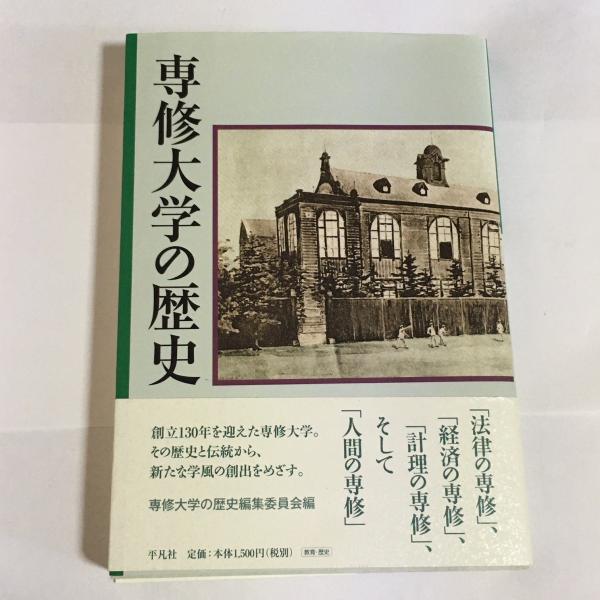 専修大学の歴史
「法律の専修」、
「経済の専修」、
「計理の専修」、
そして
「人間の専修」
創立130年を迎えた専修大学。
その歴史と伝統から、
新たな学風の創出をめざす。
専修大学の歴史編集委員会編
平凡社 定価:本体1,500円(税別) 教育・歴史